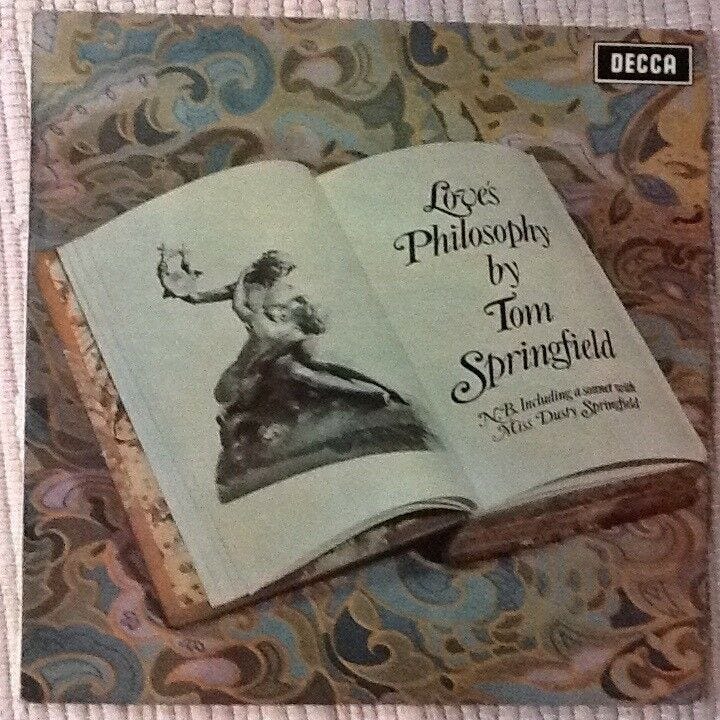 DECCA
Love's
Philosophy
by
Tom
Springfield
N.B. Including a sonnet with
Miss Dusty Springfield